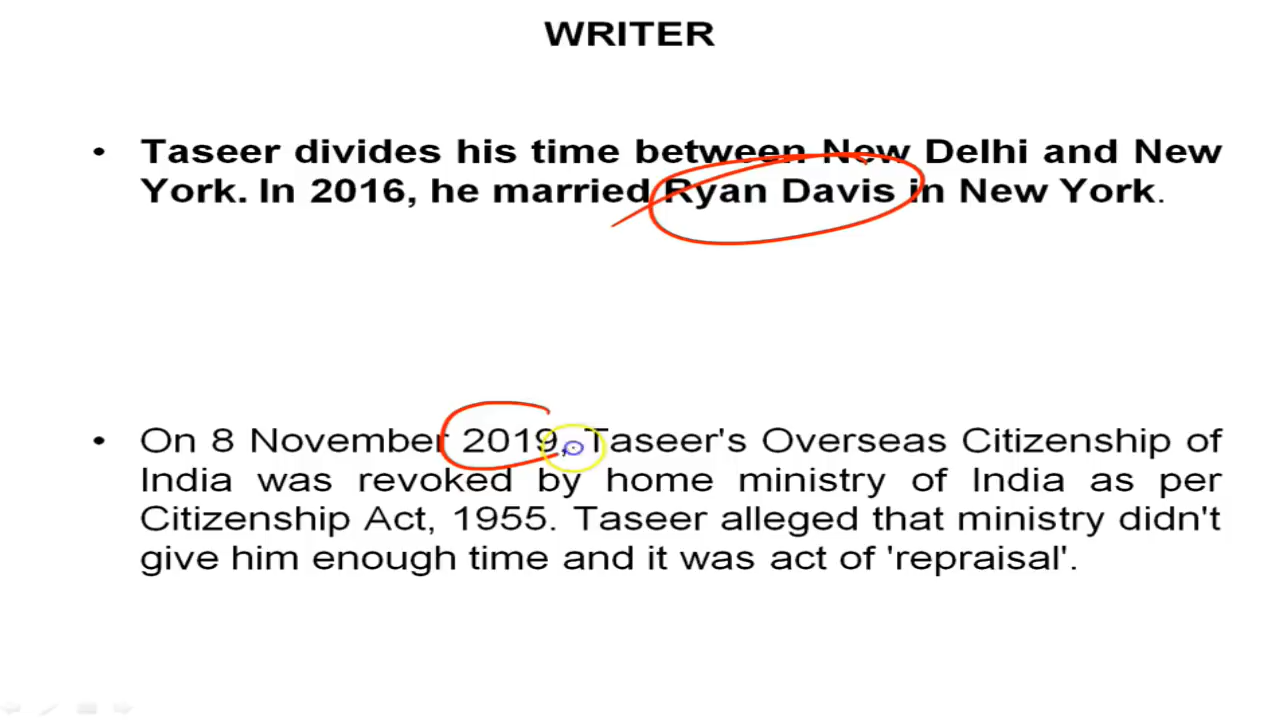 WRITER
• Taseer divides his time between New Delhi and New
York. In 2016, he married Ryan Davis in New York.
• On 8 November 2019, Taseer's Overseas Citizenship of
India was revoked by home ministry of India as per
Citizenship Act, 1955. Taseer alleged that ministry didn't
give him enough time and it was act of 'repraisal'.